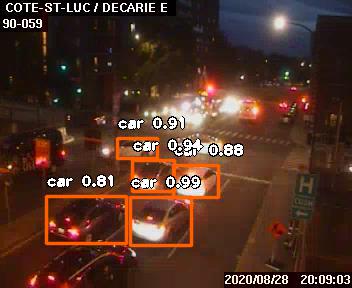 COTE-ST-LUC / DECARIE E
90-059
car 0.91
car 0.94
car 0.88
car 0.81
car 0.99
H
2020/08/28 20:09:03